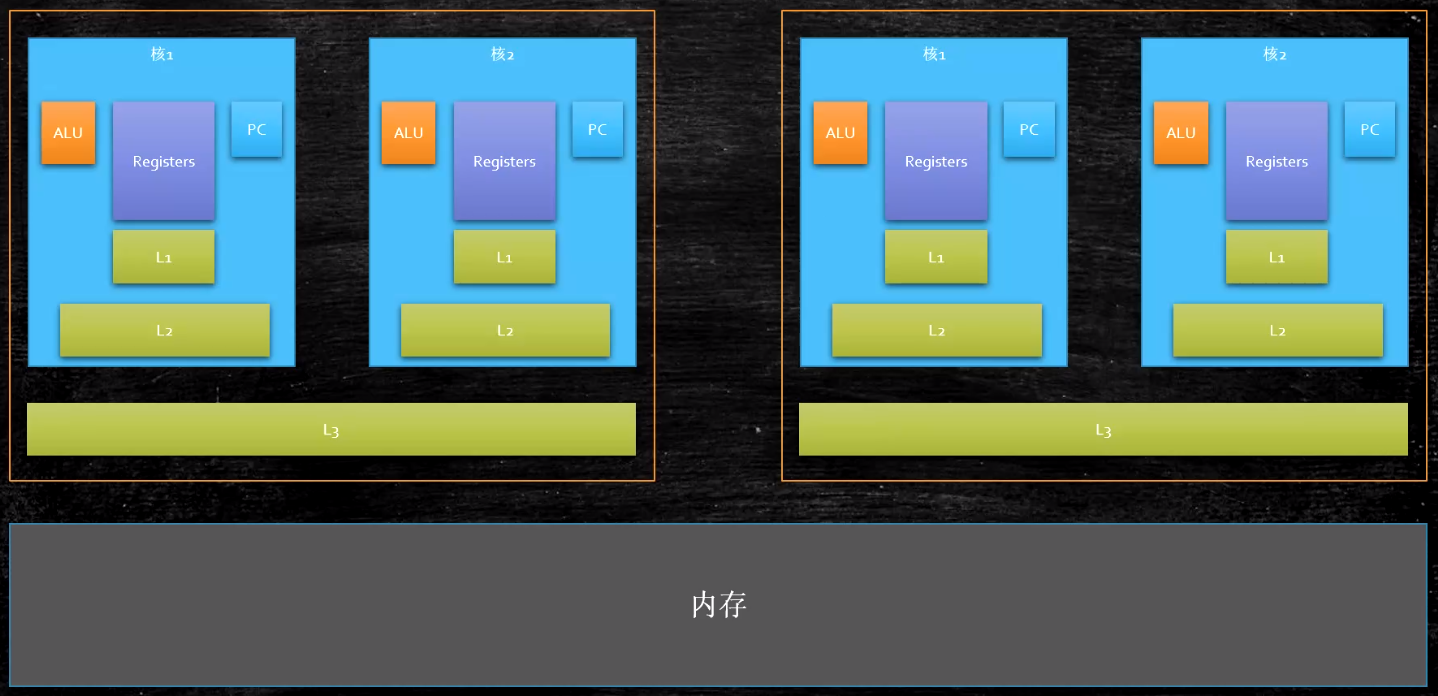 核1
核2
核1
核2
ALU
Registers
PC
ALU
Registers
PC
ALU
Registers
PC
ALU
Registers
PC
L1
L1
L1
L1
L2
L2
L2
L2
L3
L3
内存